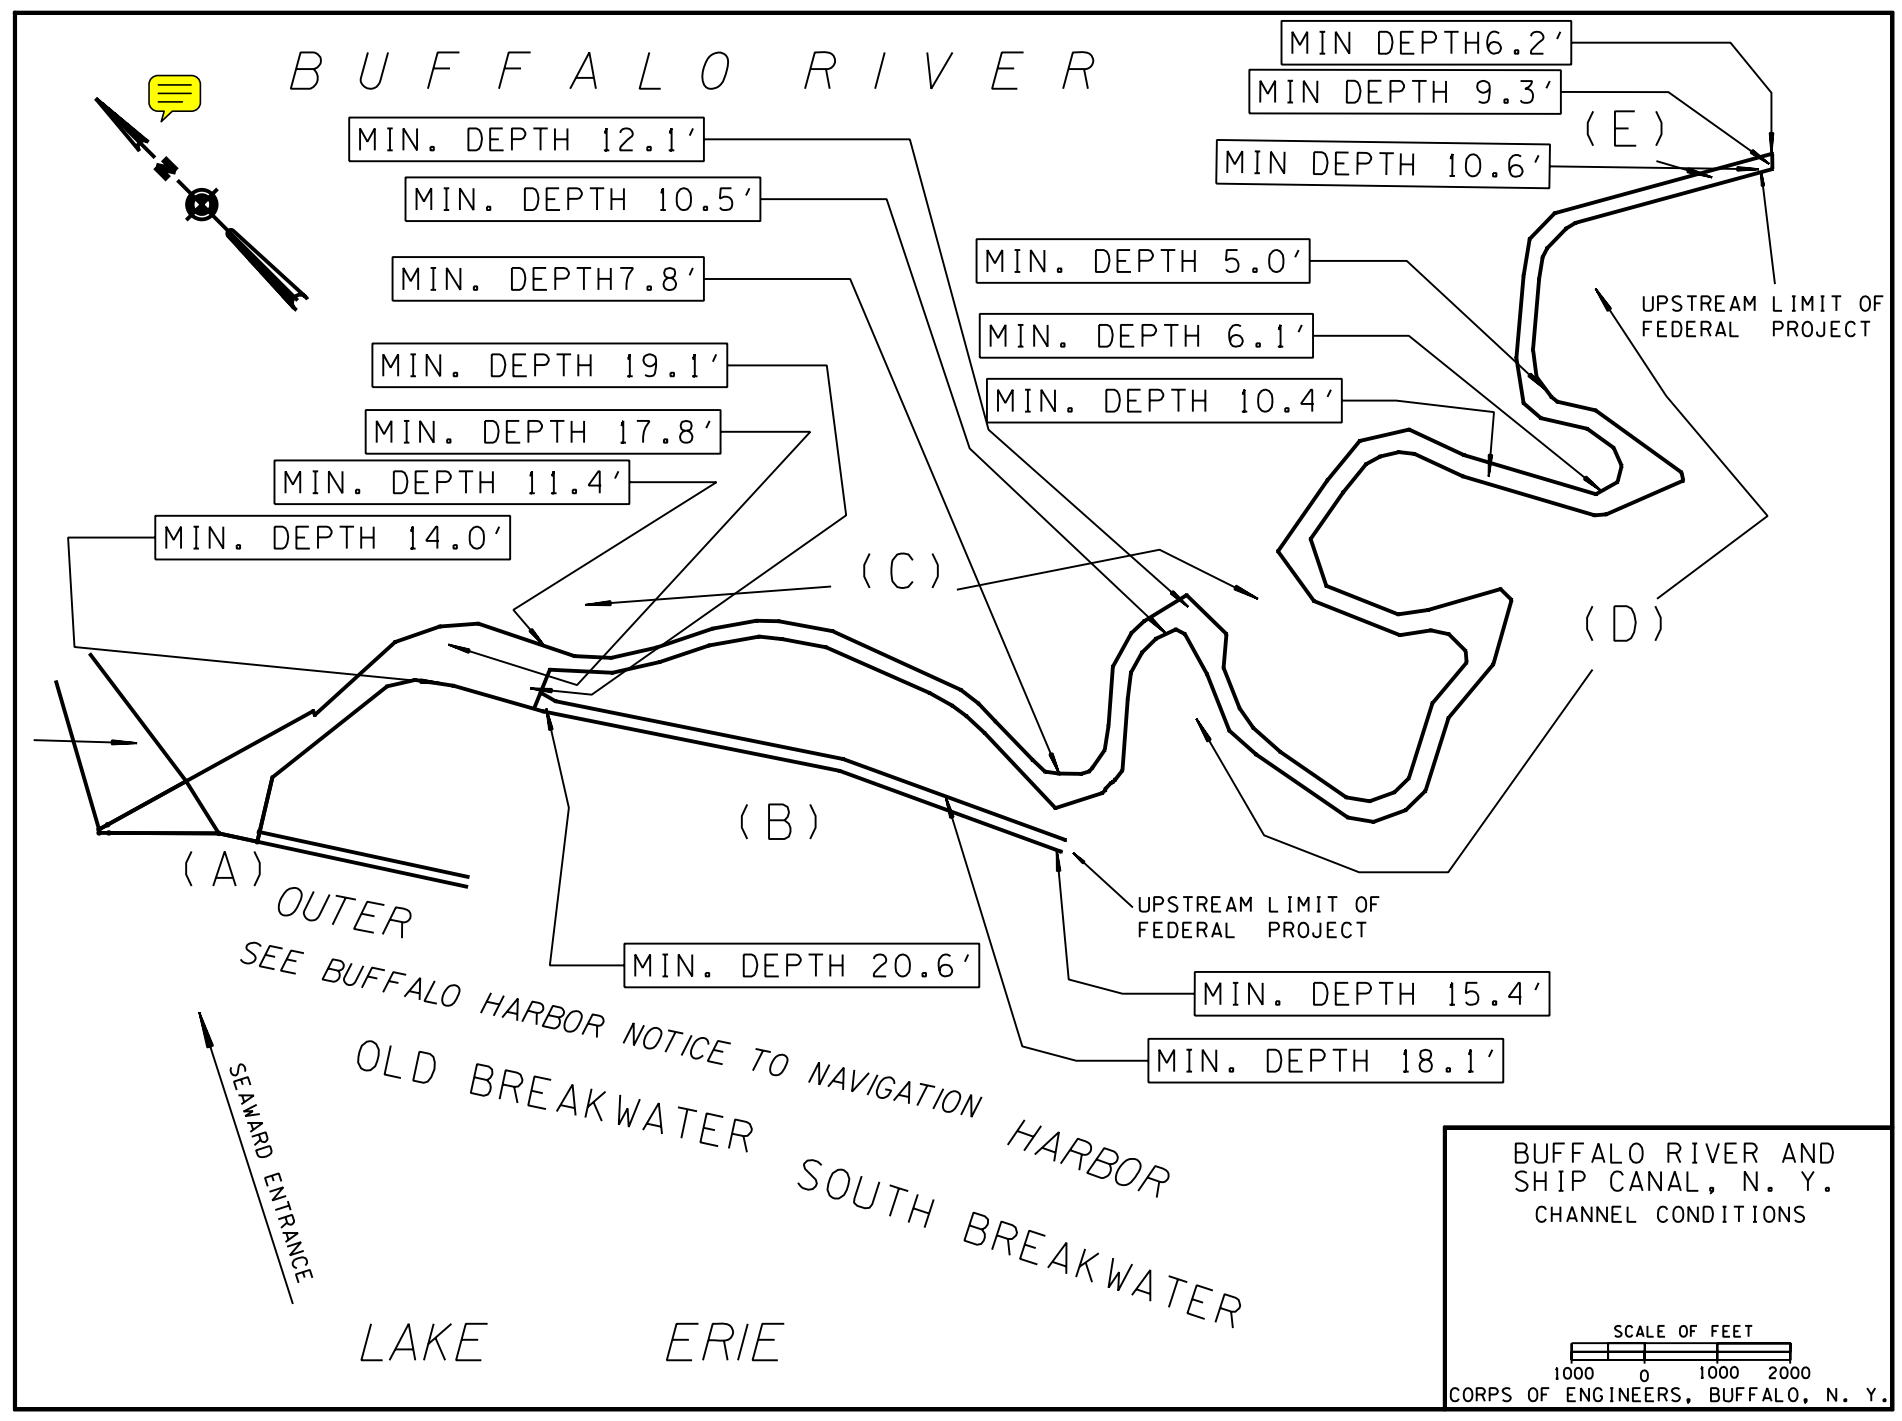 BUFFALO RIVER
MIN DEPTH6.2'
MIN DEPTH 9.3'
(E)
MIN. DEPTH 12.1'
MIN DEPTH 10.6'
N
MIN. DEPTH 10.5'
MIN. DEPTH 5.0'
MIN. DEPTH7.8'
UPSTREAM LIMIT OF
FEDERAL PROJECT
MIN. DEPTH 6.1'
MIN. DEPTH 19.1'
MIN. DEPTH 10.4'
MIN. DEPTH 17.8'
MIN. DEPTH 11.4'
MIN. DEPTH 14.0'
(C)
(D)
(B)
(A)
OUTER
UPSTREAM LIMIT OF
FEDERAL PROJECT
SEE BUFFALO HARBOR NOTICE TO NAVIGATION
MIN. DEPTH 20.6'
MIN. DEPTH 15.4'
MIN. DEPTH 18.1'
OLD BREAKWATER
HARBOR
SOUTH BREAKWATER
SEAWARD ENTRANCE
LAKE ERIE
BUFFALO RIVER AND
SHIP CANAL, N. Y.
CHANNEL CONDITIONS
SCALE OF FEET
1000 0 1000 2000
CORPS OF ENGINEERS, BUFFALO, N. Y.